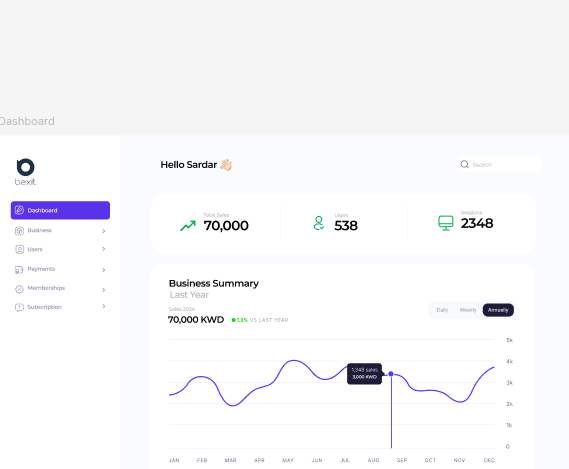 Dashboard
bexit
Hello Sardar 👋🏻
Search
Dashboard
Business
Users
Payments
Memberships
Subscription
Total Sales
70,000
Users
538
Sessions
2348
Business Summary
Last Year
Sales 2024
70,000 KWD
1.3% VS LAST YEAR
Daily Weekly Annually
5k
4k
3k
2k
1k
0
1,348 sales
3,000 KWD
JAN FEB MAR APR MAY JUN JUL AUG SEP OCT NOV DEC